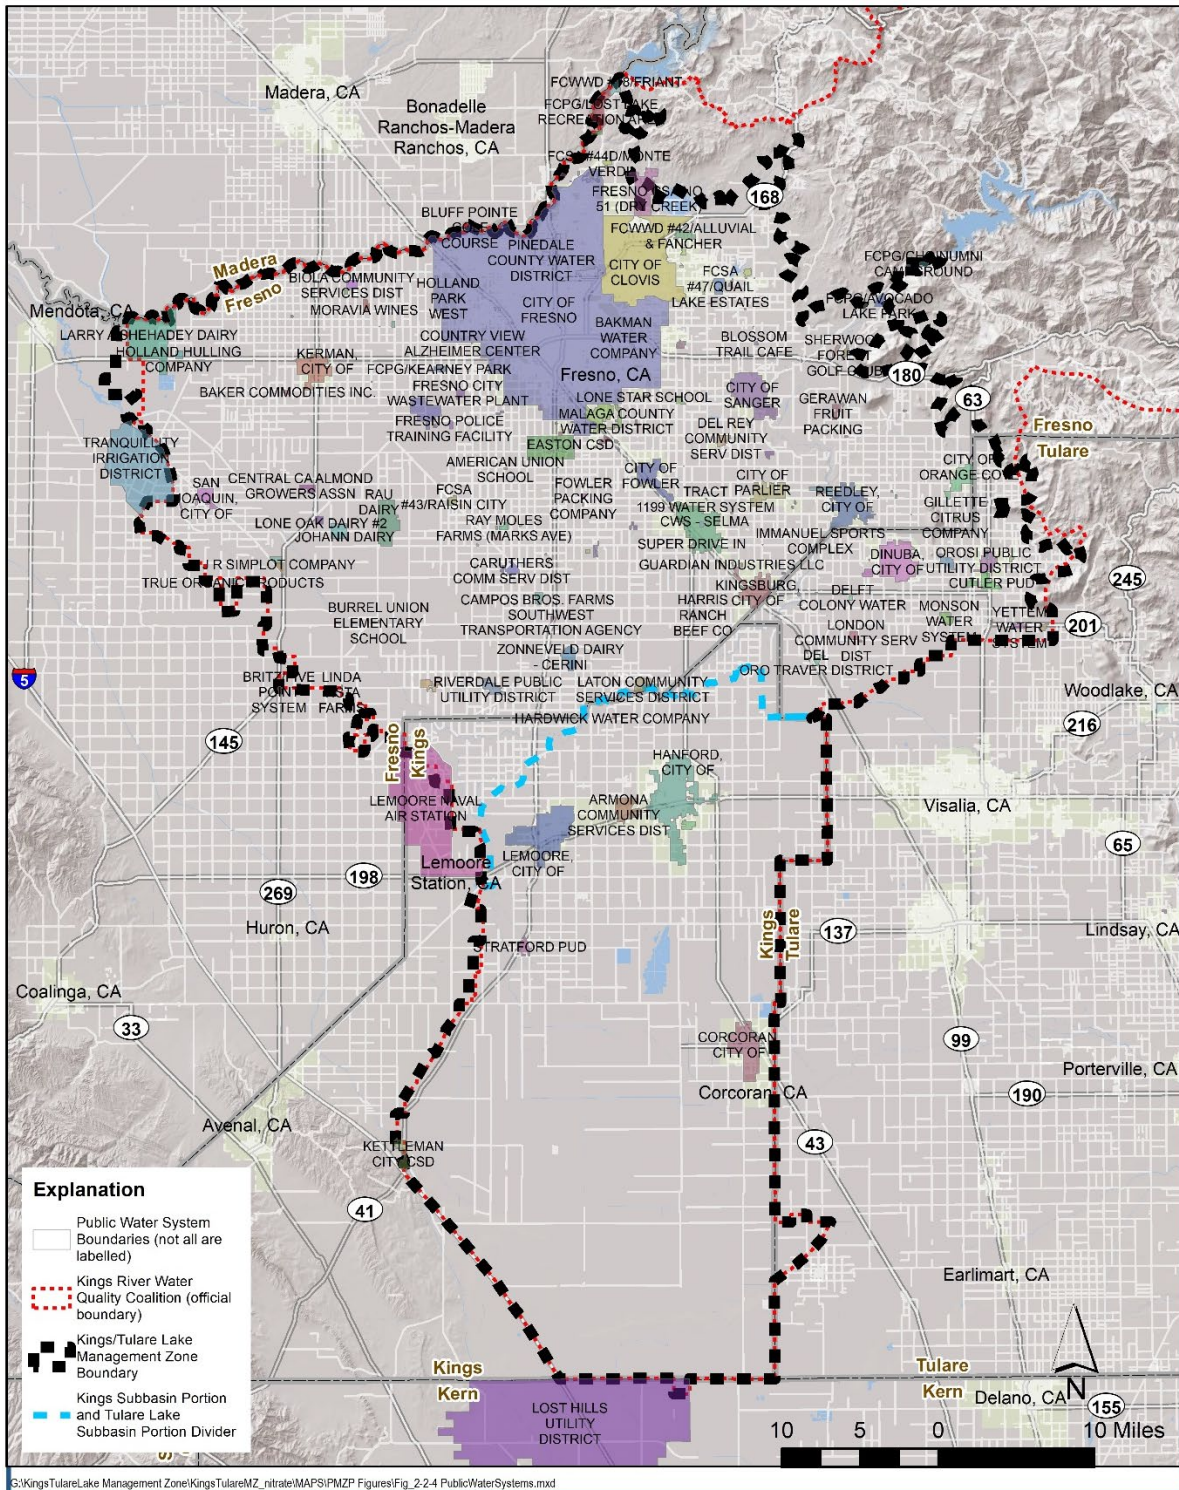 FCWWD #18/FRIANT
Madera, CA
Bonadelle
Ranchos-Madera
Ranchos, CA
FCPG/LOST LAKE
RECREATION AREA
FCSA #44D/MONTE
VERDE
168
FRESNO CSA NO
51 (DRY CREEK)
BLUFF POINTE
GOLF
COURSE
PINEDALE
COUNTY WATER
DISTRICT
FCWWD #42/ALLUVIAL
& FANCHER
CITY OF
CLOVIS
FCPG/CHOINUMNI
CAMPGROUND
Madera
Fresno
BIOLA COMMUNITY
SERVICES DIST
MORAVIA WINES
HOLLAND
PARK
WEST
CITY OF
FRESNO
FCSA
#47/QUAIL
LAKE ESTATES
FCPG/AVOCADO
LAKE PARK
Mendota, CA
LARRY A SHEHADEY DAIRY
HOLLAND HULLING
COMPANY
COUNTRY VIEW
ALZHEIMER CENTER
BAKMAN
WATER
COMPANY
BLOSSOM
TRAIL CAFE
SHERWOOD
FOREST
GOLF CLUB
KERMAN,
CITY OF
FCPG/KEARNEY PARK
Fresno, CA
180
BAKER COMMODITIES INC.
FRESNO CITY
WASTEWATER PLANT
LONE STAR SCHOOL
CITY OF
SANGER
GERAWAN
FRUIT
PACKING
63
FRESNO POLICE
TRAINING FACILITY
MALAGA COUNTY
WATER DISTRICT
DEL REY
COMMUNITY
SERV DIST
Fresno
Tulare
TRANQUILLITY
IRRIGATION
DISTRICT
EASTON CSD
AMERICAN UNION
SCHOOL
CITY OF
FOWLER
CITY OF
PARLIER
CITY OF
ORANGE COVE
SAN
JOAQUIN,
CITY OF
CENTRAL CA ALMOND
GROWERS ASSN
RAU
DAIRY
FCSA
#43/RAISIN CITY
FOWLER
PACKING
COMPANY
TRACT
1199 WATER SYSTEM
REEDLEY,
CITY OF
GILLETTE
CITRUS
COMPANY
LONE OAK DAIRY #2
JOHANN DAIRY
RAY MOLES
FARMS (MARKS AVE)
CWS - SELMA
SUPER DRIVE IN
IMMANUEL SPORTS
COMPLEX
J R SIMPLOT COMPANY
TRUE ORGANIC PRODUCTS
CARUTHERS
COMM SERV DIST
GUARDIAN INDUSTRIES LLC
DINUBA,
CITY OF
OROSI PUBLIC
UTILITY DISTRICT
CUTLER PUD
245
BURREL UNION
ELEMENTARY
SCHOOL
CAMPOS BROS. FARMS
SOUTHWEST
TRANSPORTATION AGENCY
HARRIS
RANCH
BEEF CO
KINGSBURG,
CITY OF
DELFT
COLONY WATER
MONSON
WATER
SYSTEM
YETTEM
WATER
SYSTEM
201
LONDON
COMMUNITY SERV
DIST
DEL
ORO TRAVER DISTRICT
ZONNEVELD DAIRY
- CERINI
5
BRITZ/FIVE
POINT
SYSTEM
LINDA
VISTA
FARMS
RIVERDALE PUBLIC
UTILITY DISTRICT
LATON COMMUNITY
SERVICES DISTRICT
Woodlake, CA
216
HARDWICK WATER COMPANY
145
Fresno
Kings
HANFORD,
CITY OF
LEMOORE NAVAL
AIR STATION
ARMONA
COMMUNITY
SERVICES DIST
Visalia, CA
65
Lemoore
Station, CA
LEMOORE,
CITY OF
198
269
Huron, CA
Kings
Tulare
137
Lindsay, CA
STRATFORD PUD
Coalinga, CA
33
CORCORAN,
CITY OF
99
Porterville, CA
Corcoran, CA
190
Avenal, CA
KETTLEMAN
CITY CSD
43
41
Earlimart, CA
Explanation
Public Water System
Boundaries (not all are
labelled)
Kings River Water
Quality Coalition (official
boundary)
Kings/Tulare Lake
Management Zone
Boundary
Kings Subbasin Portion
and Tulare Lake
Subbasin Portion Divider
Kings
Kern
Tulare
Kern
Delano, CA
155
N
LOST HILLS
UTILITY
DISTRICT
10 5 0 10 Miles
G:\KingsTulareLake Management Zone\KingsTulareMZ_nitrate\MAPS\PMZP Figures\Fig_2-2-4 PublicWaterSystems.mxd